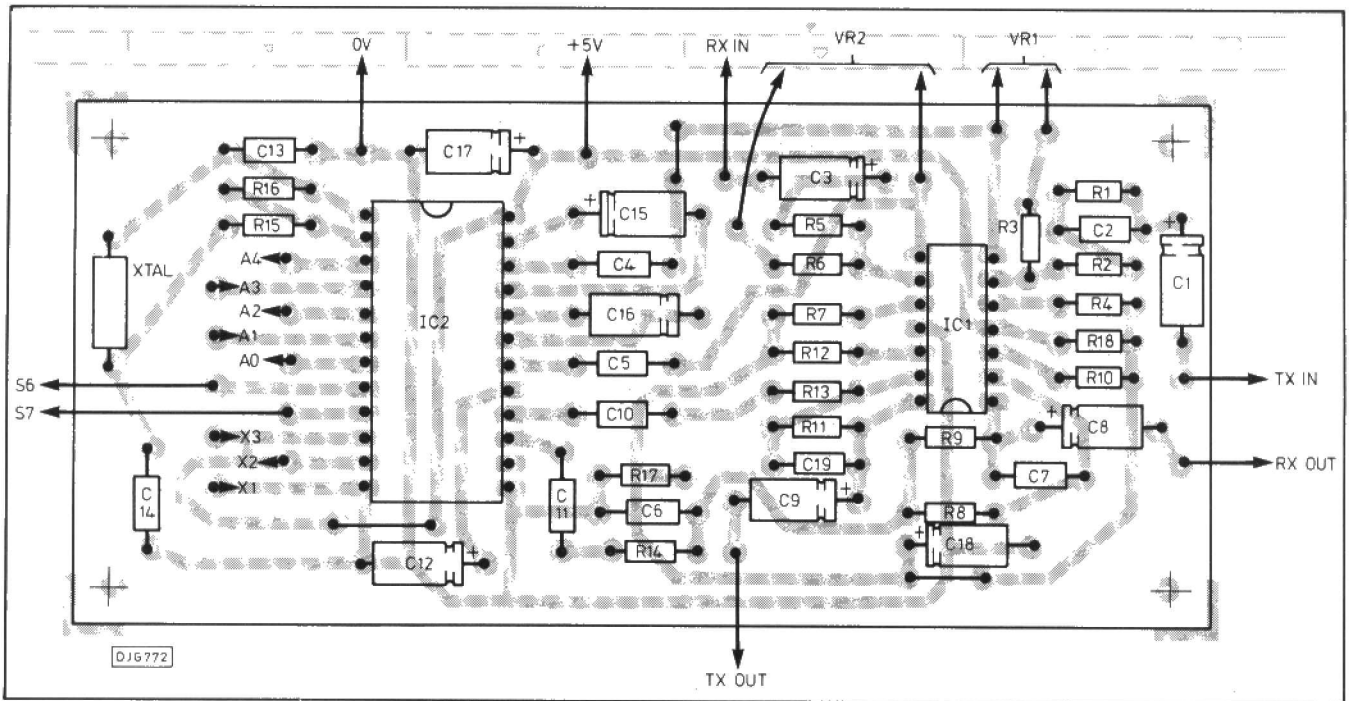 0V
+5V
RX IN
VR2
VR1
C13
C17
+
R16
R15
XTAL
A4
A3
A2
A1
A0
S6
S7
X3
X2
X1
C
14
IC2
C12
+
+
C15
C4
C16
+
C5
C10
C
11
R17
C6
R14
C3
+
R5
R6
R7
R12
R13
R11
C19
C9
+
IC1
R3
R1
C2
R2
R4
R18
R10
+
C1
+
C8
R9
C7
R8
+
C18
TX IN
RX OUT
TX OUT
DJG772